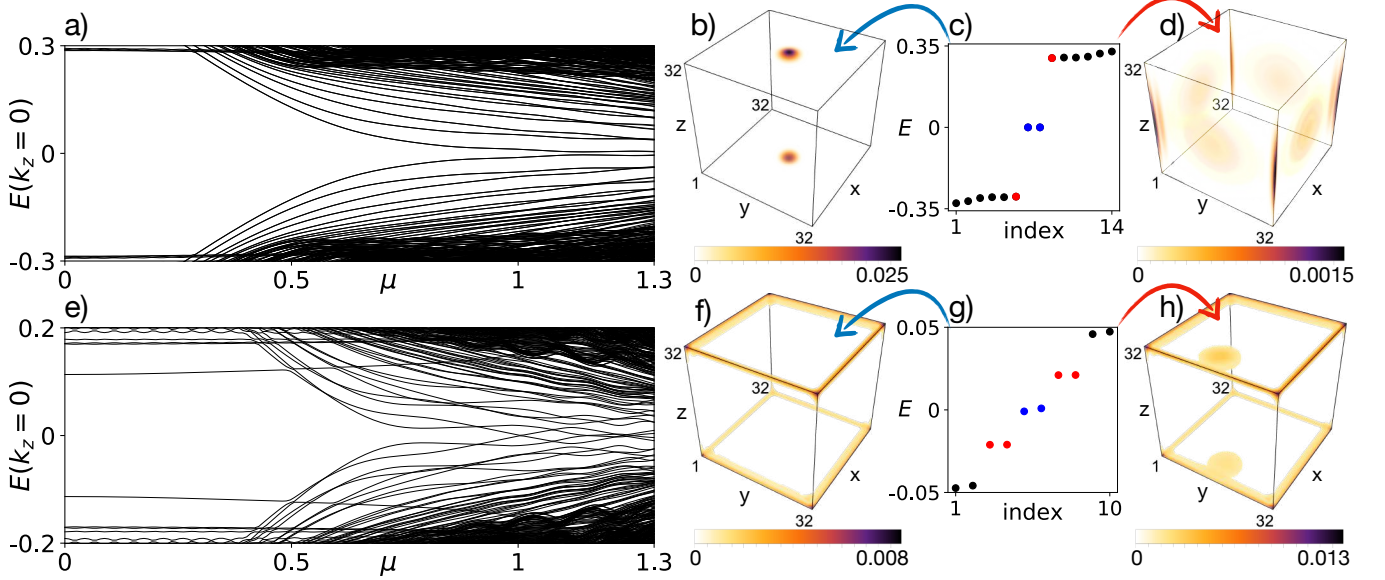 a)
0.3
0
-0.3
E(k_z = 0)
0
0.5
μ
1
1.3
b)
32
z
1
y
32
x
32
0
0.025
c)
0.35
E
0
-0.35
1
index
14
d)
32
z
1
y
32
x
32
0
0.0015
e)
0.2
0
-0.2
E(k_z = 0)
0
0.5
μ
1
1.3
f)
32
z
1
y
32
x
32
0
0.008
g)
0.05
E
0
-0.05
1
index
10
h)
32
z
1
y
32
x
32
0
0.013